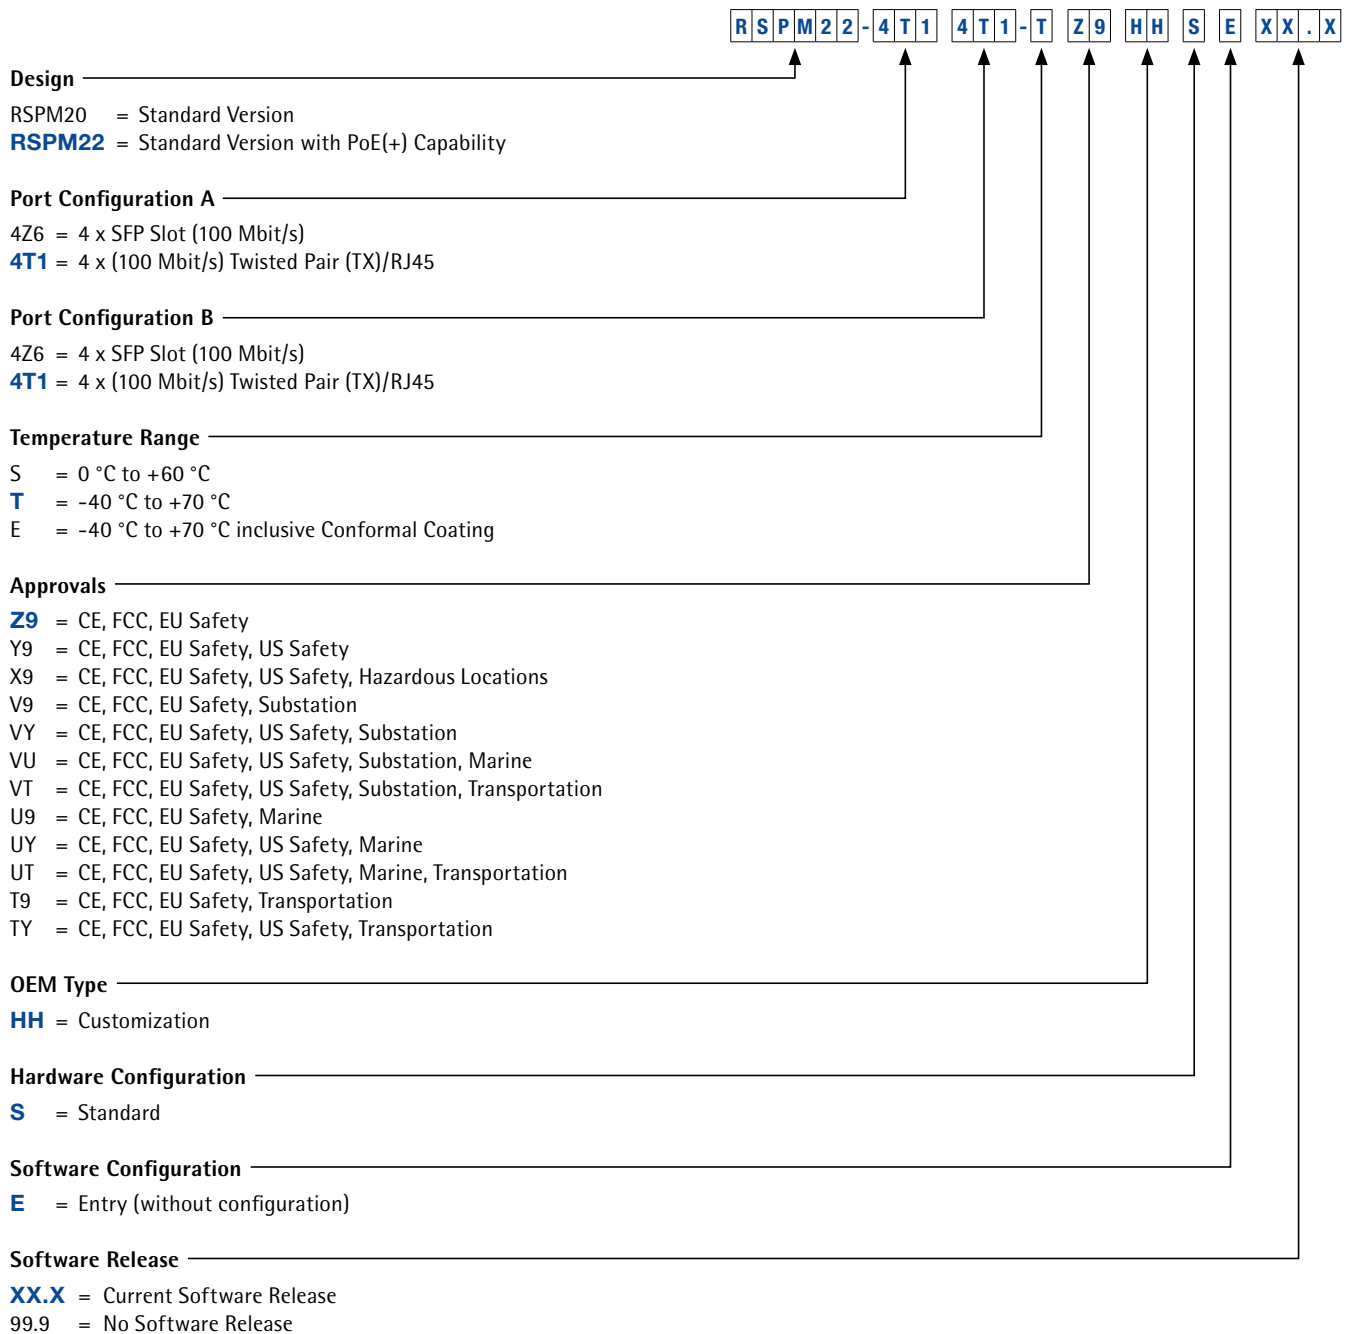 RSPM22-4T1 4T1-T Z9 HH S E XX.X
Design
RSPM20 = Standard Version
RSPM22 = Standard Version with PoE(+) Capability
Port Configuration A
4Z6 = 4 x SFP Slot (100 Mbit/s)
4T1 = 4 x (100 Mbit/s) Twisted Pair (TX)/RJ45
Port Configuration B
4Z6 = 4 x SFP Slot (100 Mbit/s)
4T1 = 4 x (100 Mbit/s) Twisted Pair (TX)/RJ45
Temperature Range
S = 0 °C to +60 °C
T = -40 °C to +70 °C
E = -40 °C to +70 °C inclusive Conformal Coating
Approvals
Z9 = CE, FCC, EU Safety
Y9 = CE, FCC, EU Safety, US Safety
X9 = CE, FCC, EU Safety, US Safety, Hazardous Locations
V9 = CE, FCC, EU Safety, Substation
VY = CE, FCC, EU Safety, US Safety, Substation
VU = CE, FCC, EU Safety, US Safety, Substation, Marine
VT = CE, FCC, EU Safety, US Safety, Substation, Transportation
U9 = CE, FCC, EU Safety, Marine
UY = CE, FCC, EU Safety, US Safety, Marine
UT = CE, FCC, EU Safety, US Safety, Marine, Transportation
T9 = CE, FCC, EU Safety, Transportation
TY = CE, FCC, EU Safety, US Safety, Transportation
OEM Type
HH = Customization
Hardware Configuration
S = Standard
Software Configuration
E = Entry (without configuration)
Software Release
XX.X = Current Software Release
99.9 = No Software Release